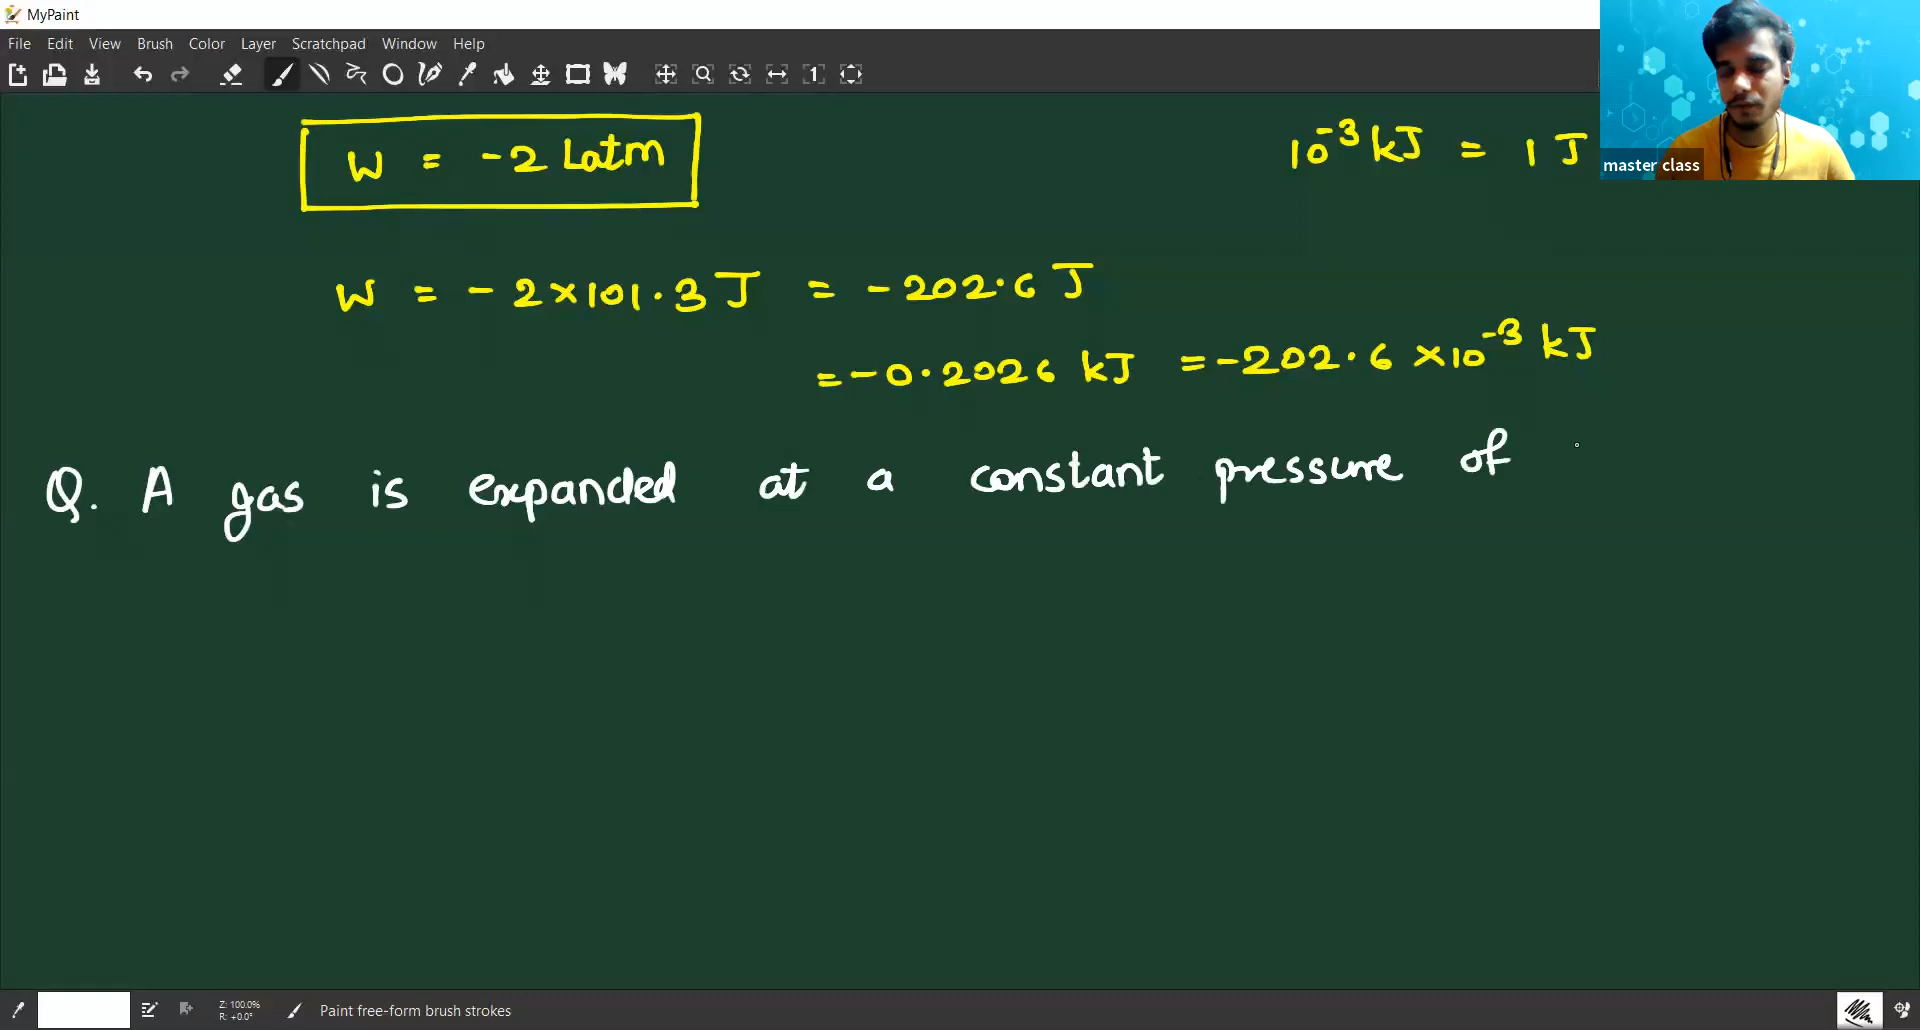 MyPaint
File Edit View Brush Color Layer Scratchpad Window Help
W = -2 Latm
10⁻³ kJ = 1 J
master class
W = - 2×101.3 J = -202.6 J
= -0.2026 kJ = -202.6 ×10⁻³ kJ
Q. A gas is expanded at a constant pressure of
Z: 100.0%
R: +0.0°
Paint free-form brush strokes